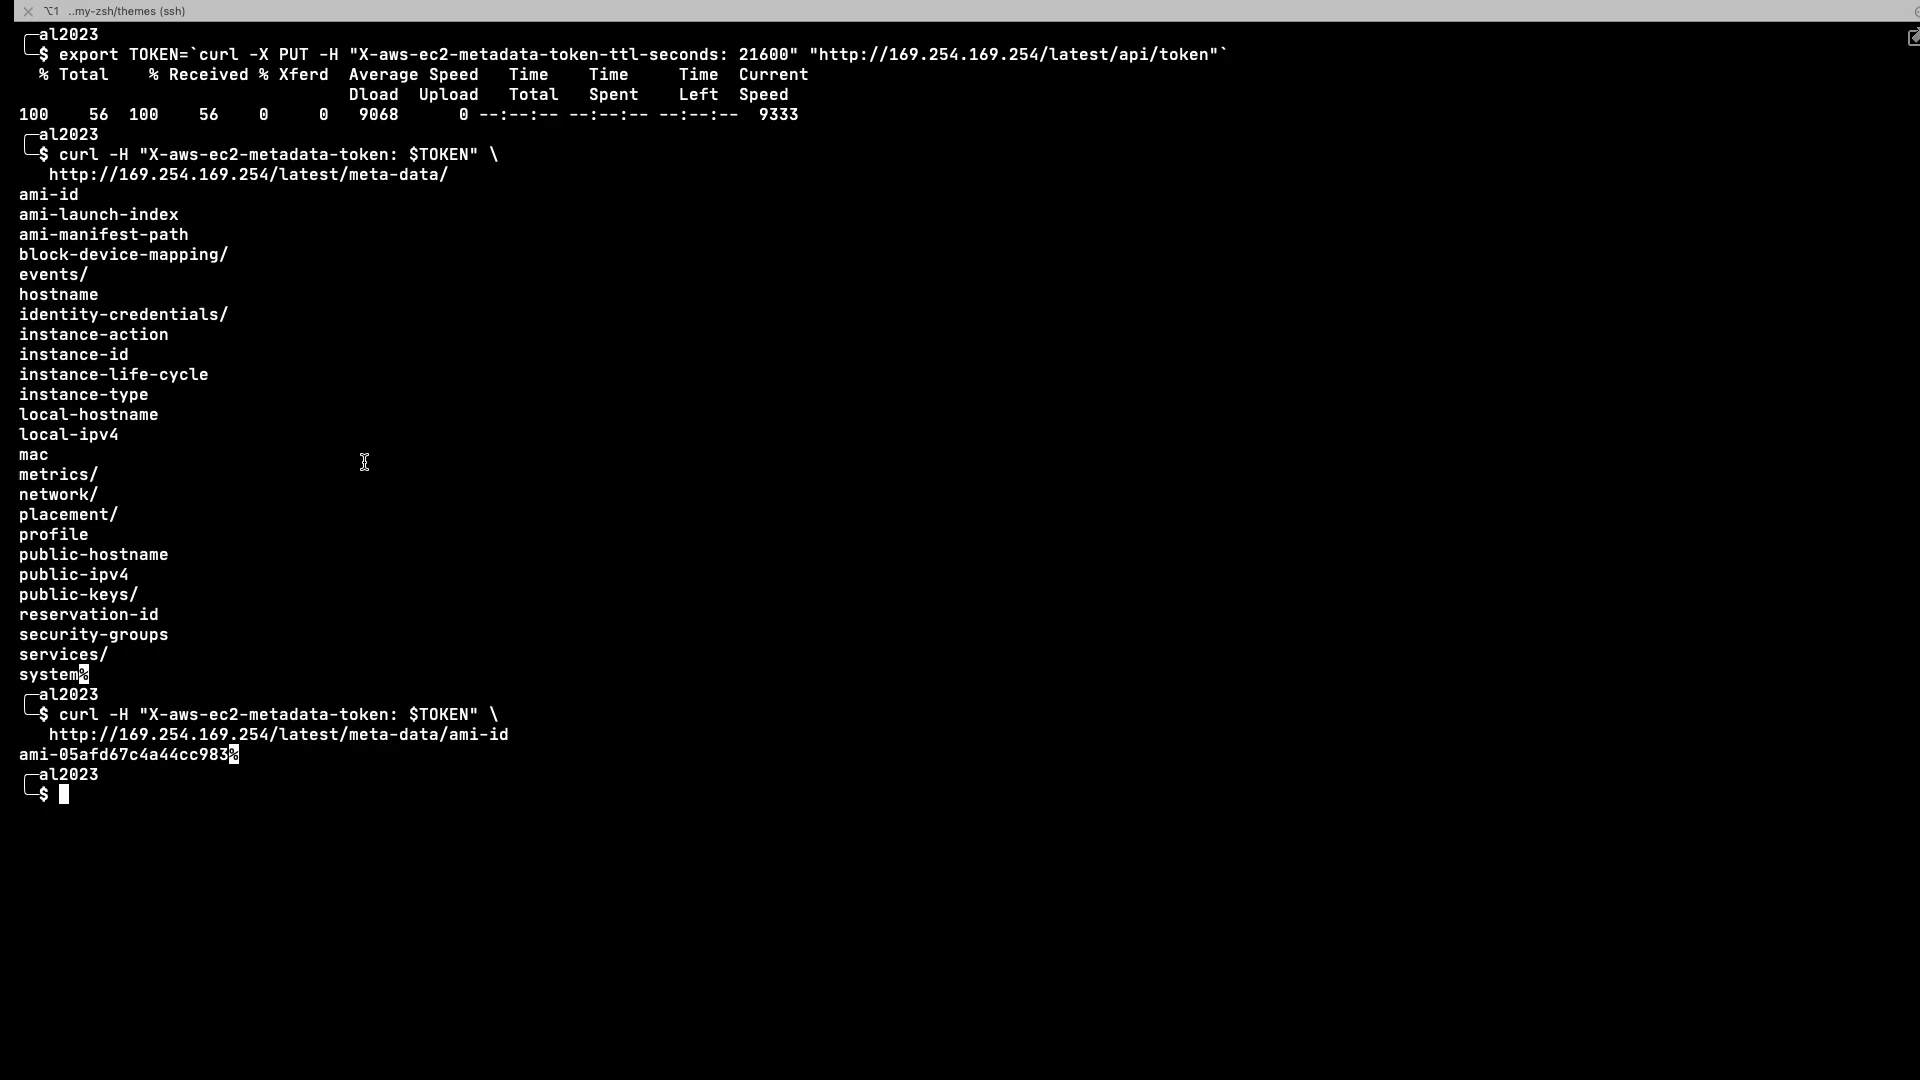 ⌥1 ..my-zsh/themes (ssh)
╭─al2023
╰─$ export TOKEN=`curl -X PUT -H "X-aws-ec2-metadata-token-ttl-seconds: 21600" "http://169.254.169.254/latest/api/token"`
  % Total    % Received % Xferd  Average Speed   Time    Time     Time  Current
                                 Dload  Upload   Total   Spent    Left  Speed
100    56  100    56    0     0   9068      0 --:--:-- --:--:-- --:--:--  9333
╭─al2023
╰─$ curl -H "X-aws-ec2-metadata-token: $TOKEN" \
   http://169.254.169.254/latest/meta-data/
ami-id
ami-launch-index
ami-manifest-path
block-device-mapping/
events/
hostname
identity-credentials/
instance-action
instance-id
instance-life-cycle
instance-type
local-hostname
local-ipv4
mac
metrics/
network/
placement/
profile
public-hostname
public-ipv4
public-keys/
reservation-id
security-groups
services/
system%
╭─al2023
╰─$ curl -H "X-aws-ec2-metadata-token: $TOKEN" \
   http://169.254.169.254/latest/meta-data/ami-id
ami-05afd67c4a44cc983%
╭─al2023
╰─$